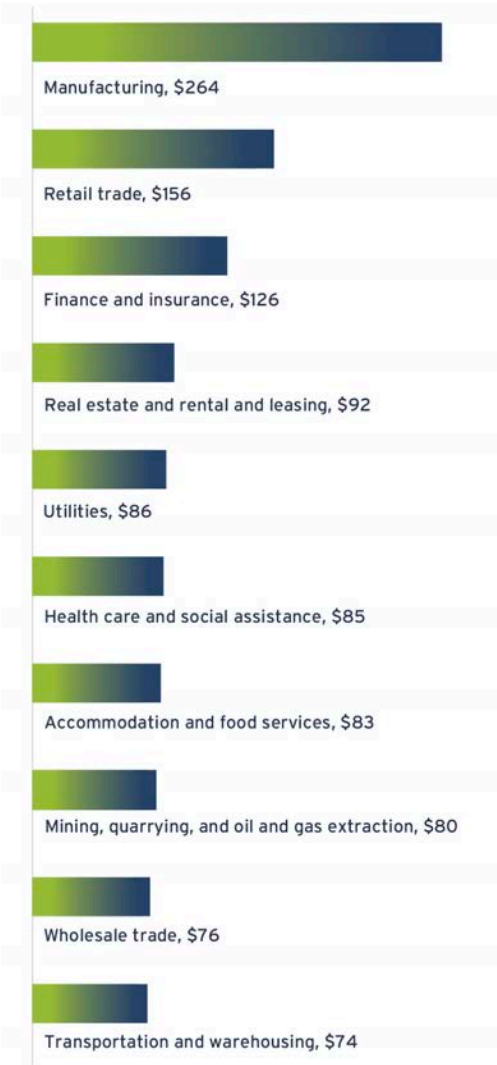 Manufacturing, $264
Retail trade, $156
Finance and insurance, $126
Real estate and rental and leasing, $92
Utilities, $86
Health care and social assistance, $85
Accommodation and food services, $83
Mining, quarrying, and oil and gas extraction, $80
Wholesale trade, $76
Transportation and warehousing, $74